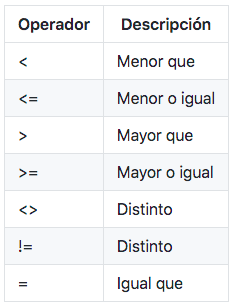 Operador Descripción
< Menor que
<= Menor o igual
> Mayor que
>= Mayor o igual
<> Distinto
!= Distinto
= Igual que